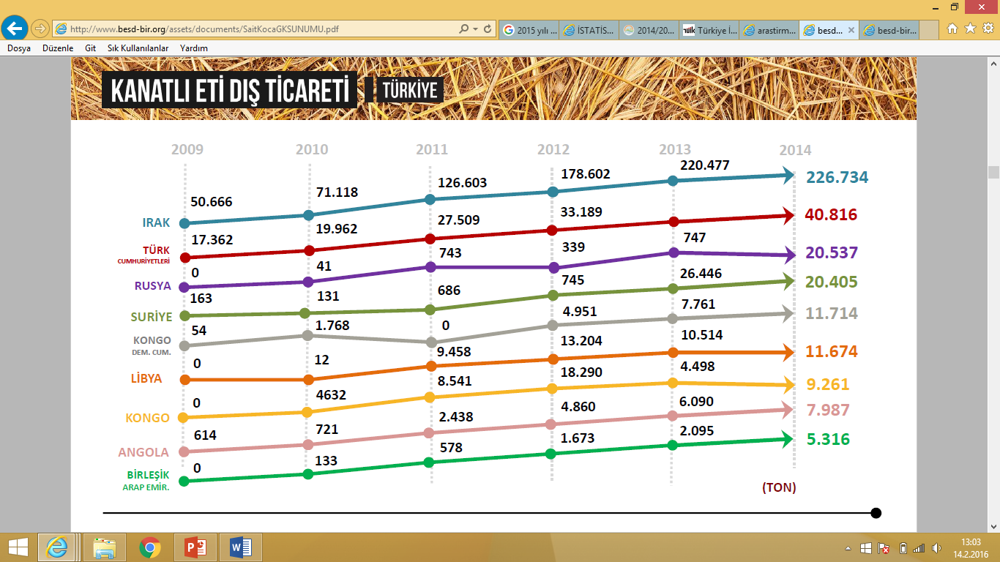 http://www.besd-bir.org/assets/documents/SaitKocaGKSUNUMU.pdf
2015 yılı ...
İSTATİS...
2014/20...
TÜİK Türkiye İ...
arastirm...
besd...
besd-bir...
Dosya Düzenle Git Sık Kullanılanlar Yardım
KANATLI ETİ DIŞ TİCARETİ TÜRKİYE
2009 2010 2011 2012 2013 2014
IRAK 50.666 71.118 126.603 178.602 220.477 226.734
TÜRK CUMHURİYETLERİ 17.362 19.962 27.509 33.189 40.816
RUSYA 0 41 743 339 747 20.537
SURİYE 163 131 686 745 26.446 20.405
KONGO DEM. CUM. 54 1.768 0 4.951 7.761 11.714
LİBYA 0 12 9.458 13.204 10.514 11.674
KONGO 0 4632 8.541 18.290 4.498 9.261
ANGOLA 614 721 2.438 4.860 6.090 7.987
BİRLEŞİK ARAP EMİR. 0 133 578 1.673 2.095 5.316
(TON)
13:03
14.2.2016